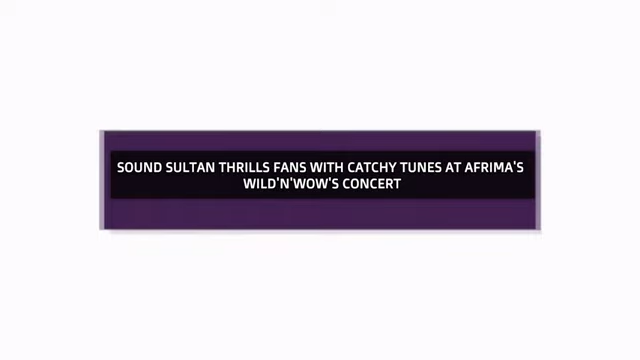 SOUND SULTAN THRILLS FANS WITH CATCHY TUNES AT AFRIMA'S
WILD'N'WOW'S CONCERT